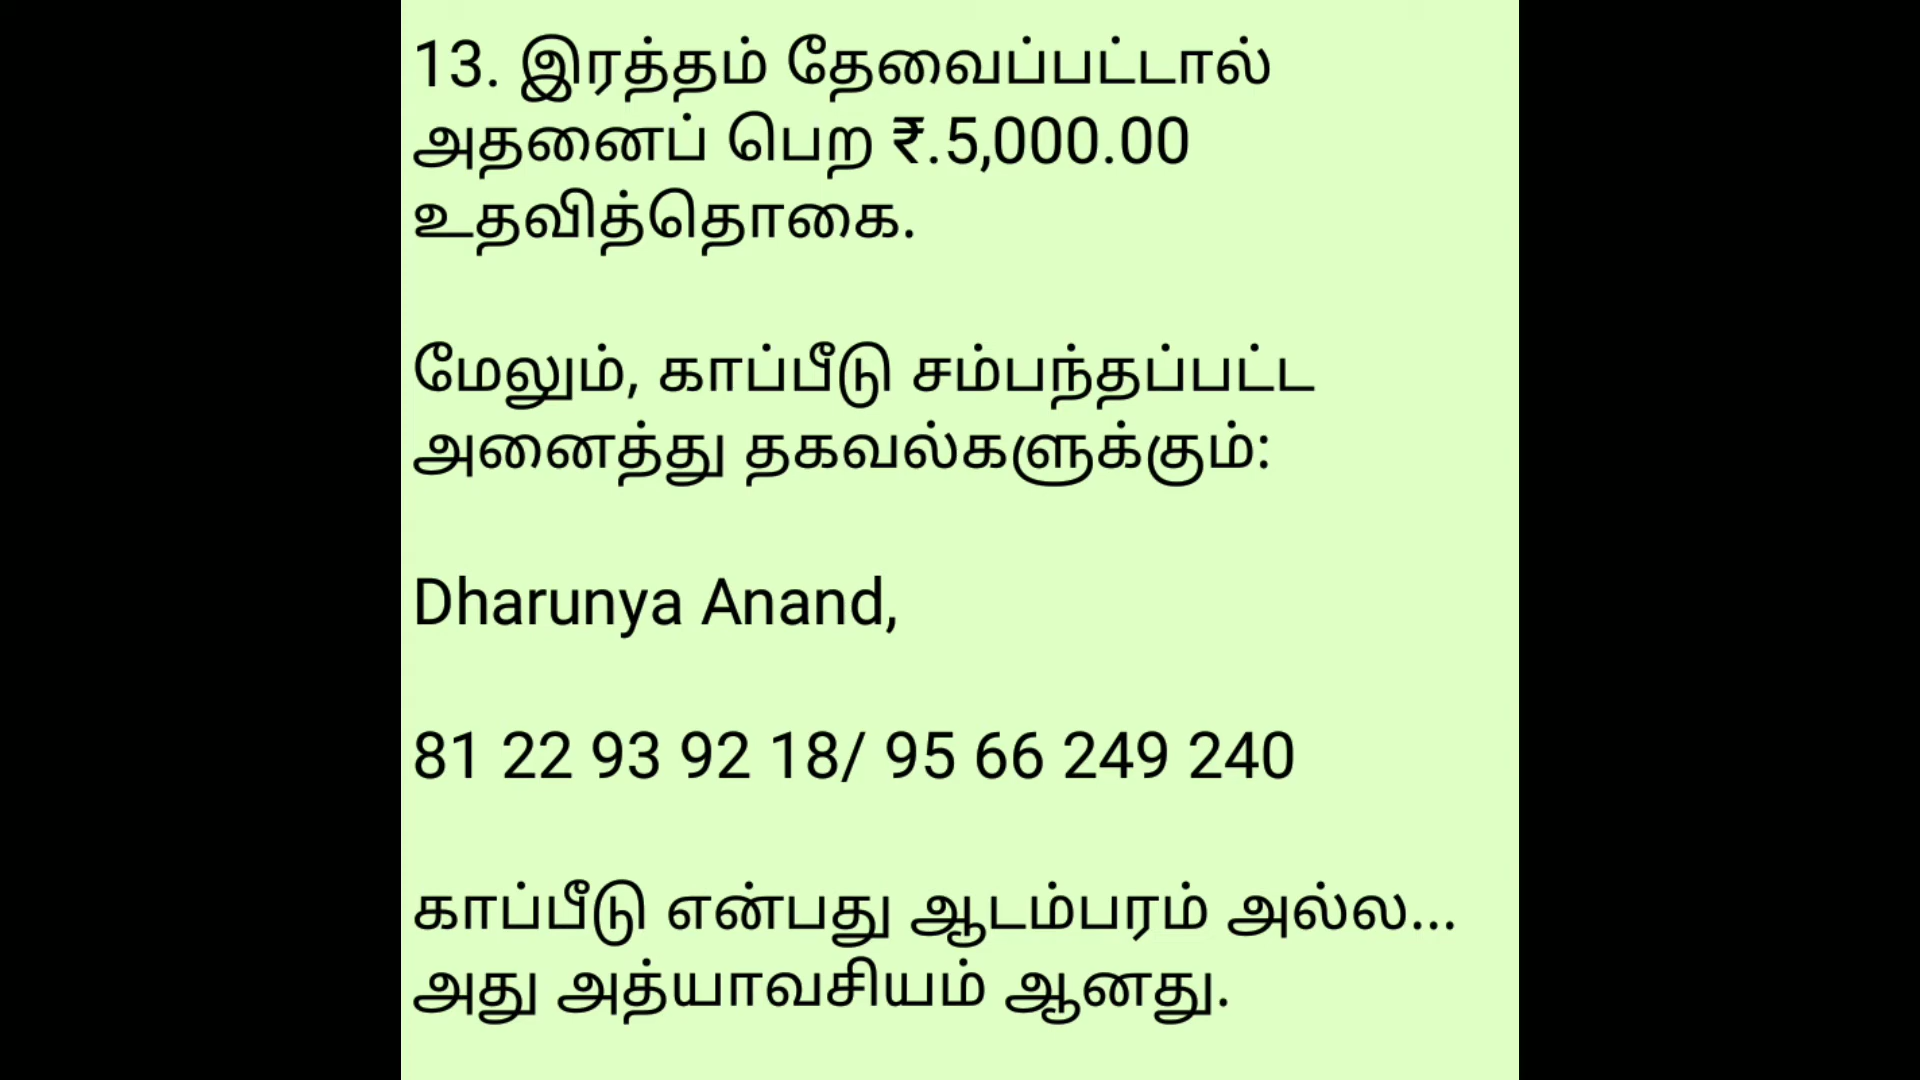 13. இரத்தம் தேவைப்பட்டால்
அதனைப் பெற ₹.5,000.00
உதவித்தொகை.
மேலும், காப்பீடு சம்பந்தப்பட்ட
அனைத்து தகவல்களுக்கும்:
Dharunya Anand,
81 22 93 92 18/ 95 66 249 240
காப்பீடு என்பது ஆடம்பரம் அல்ல...
அது அத்யாவசியம் ஆனது.